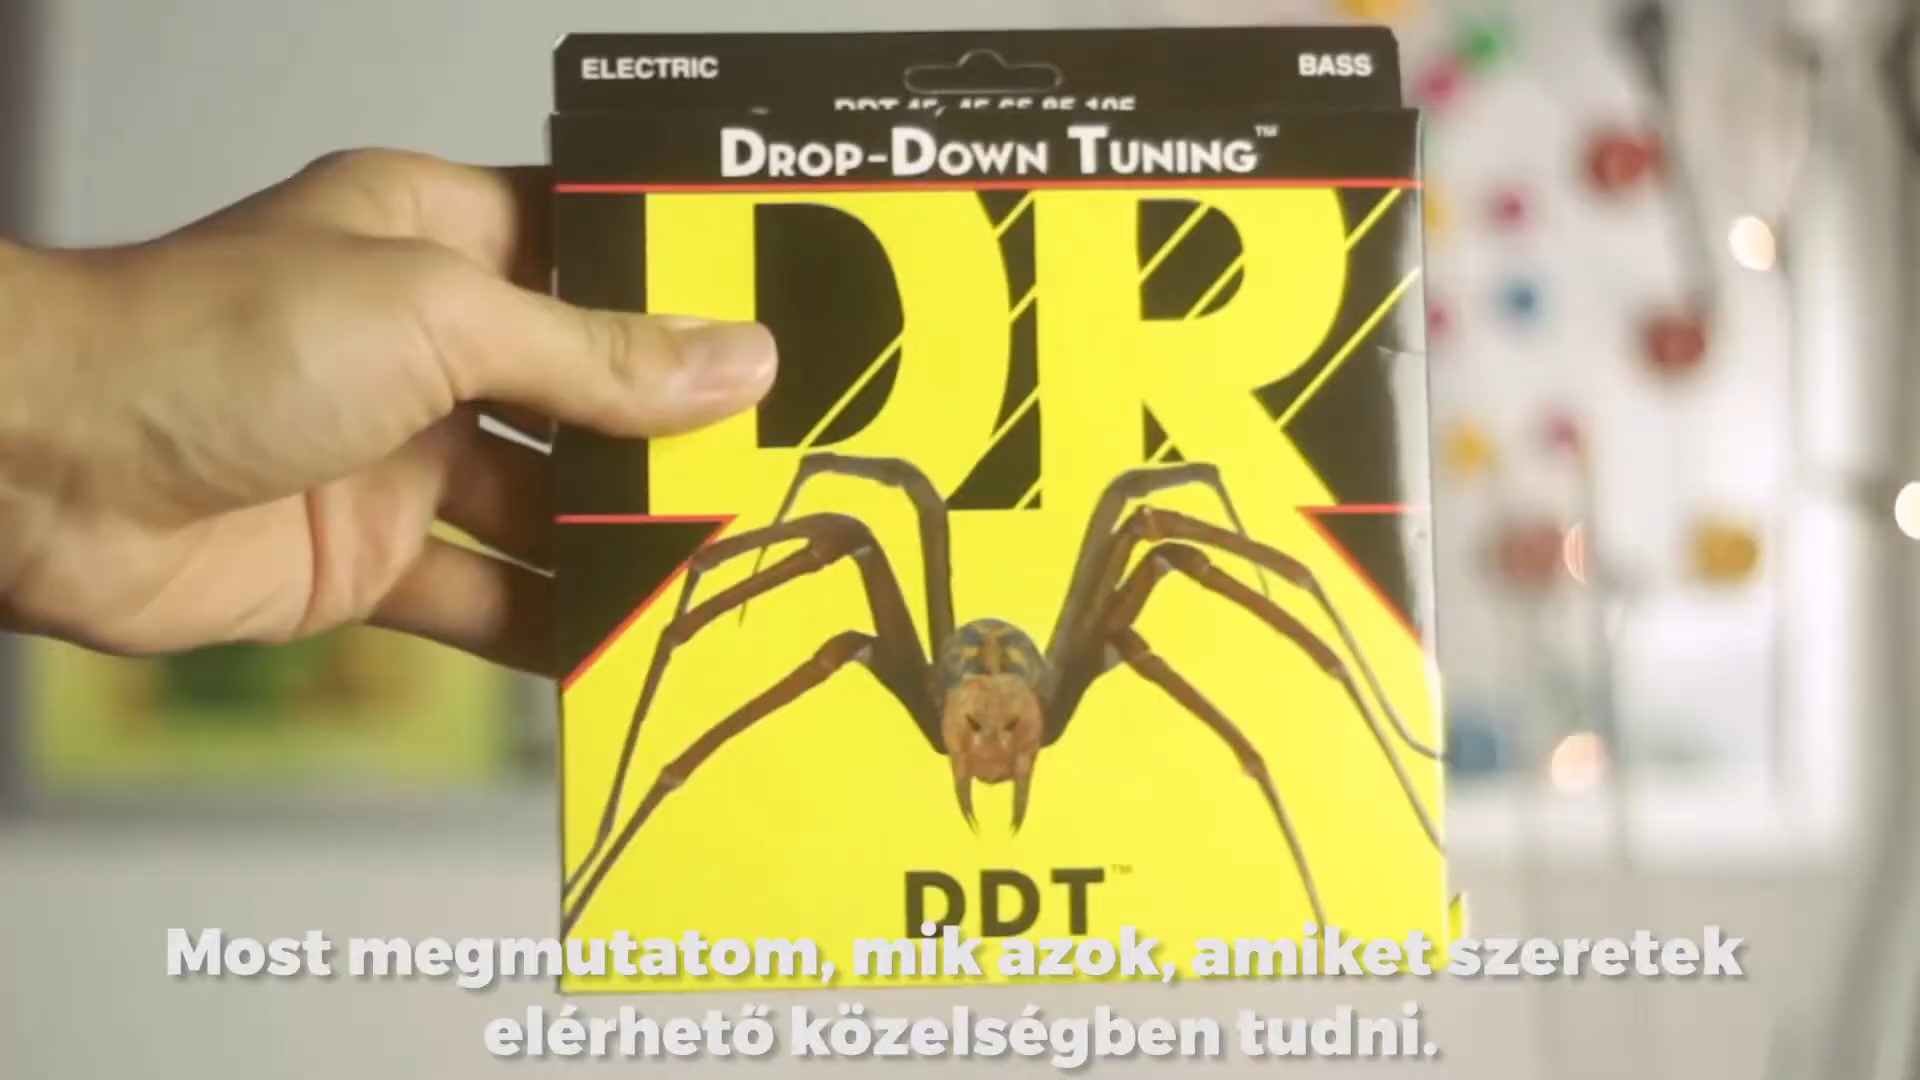 ELECTRIC
BASS
DROP-DOWN TUNING™
DR
DDT™
Most megmutatom, mik azok, amiket szeretek
elérhető közelségben tudni.